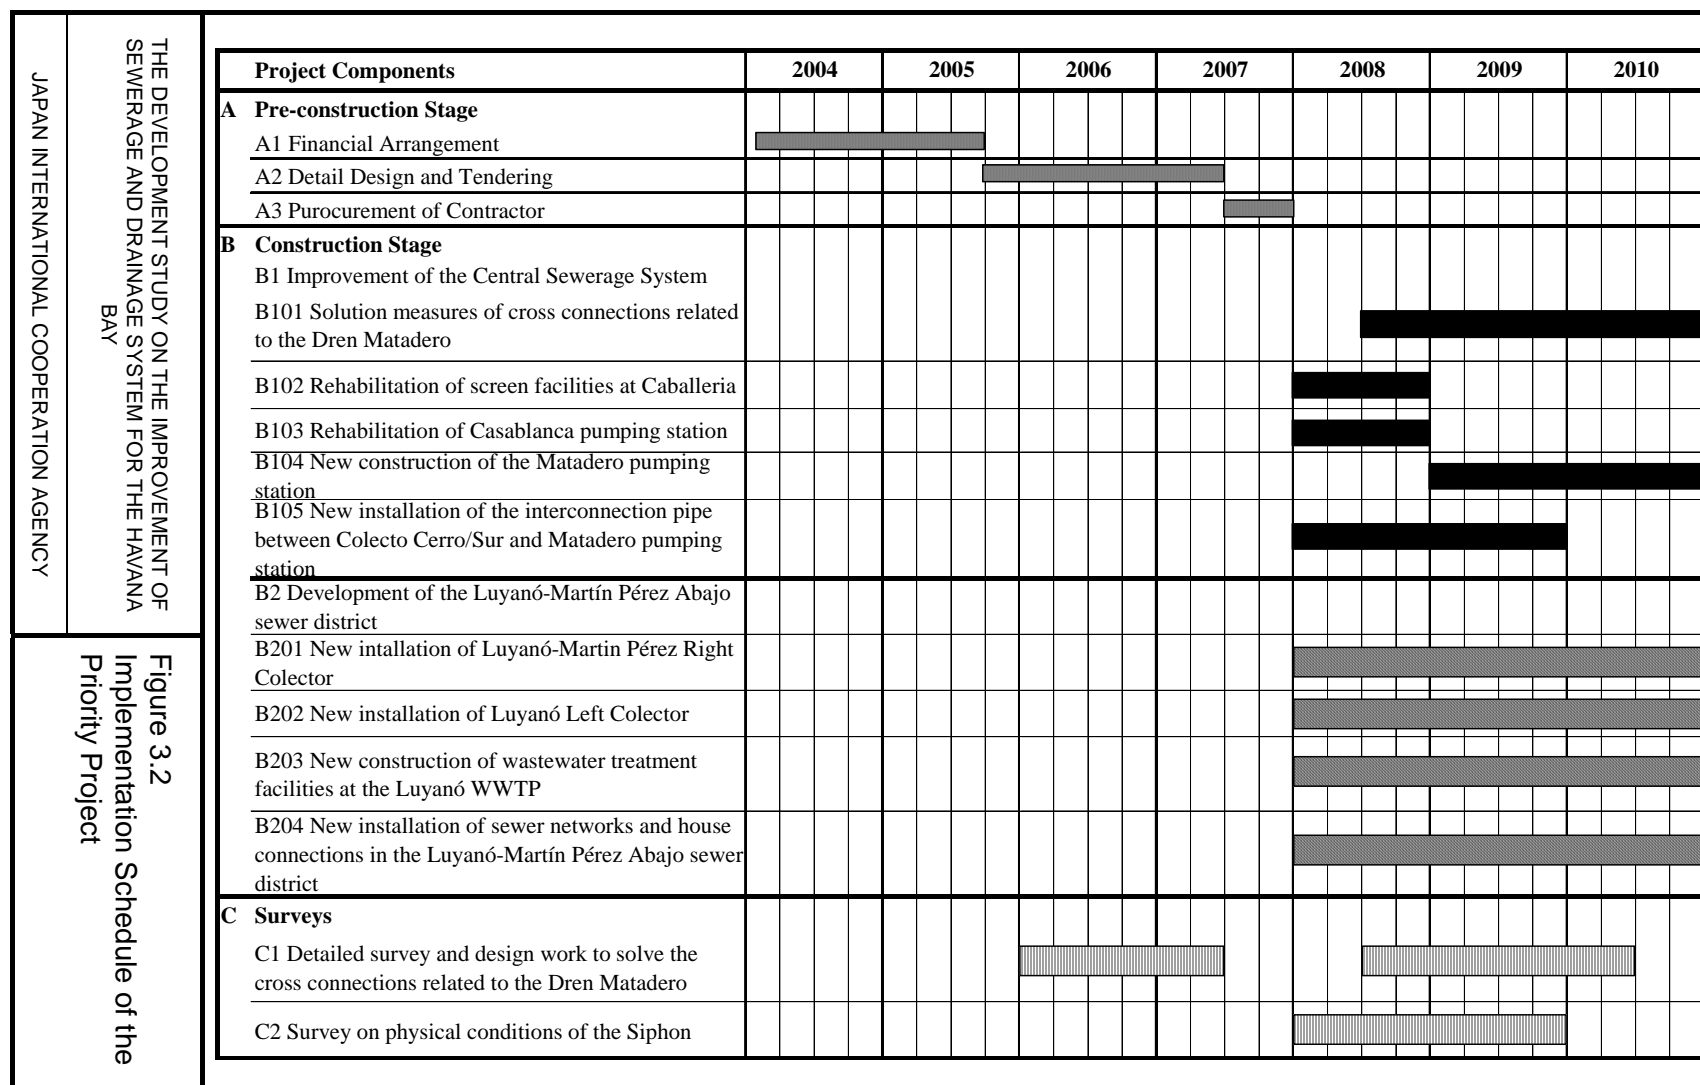 THE DEVELOPMENT STUDY ON THE IMPROVEMENT OF
SEWERAGE AND DRAINAGE SYSTEM FOR THE HAVANA
BAY
JAPAN INTERNATIONAL COOPERATION AGENCY
Figure 3.2
Implementation Schedule of the
Priority Project
Project Components 2004 2005 2006 2007 2008 2009 2010
A Pre-construction Stage
A1 Financial Arrangement
A2 Detail Design and Tendering
A3 Purocurement of Contractor
B Construction Stage
B1 Improvement of the Central Sewerage System
B101 Solution measures of cross connections related
to the Dren Matadero
B102 Rehabilitation of screen facilities at Caballeria
B103 Rehabilitation of Casablanca pumping station
B104 New construction of the Matadero pumping
station
B105 New installation of the interconnection pipe
between Colecto Cerro/Sur and Matadero pumping
station
B2 Development of the Luyanó-Martín Pérez Abajo
sewer district
B201 New intallation of Luyanó-Martin Pérez Right
Colector
B202 New installation of Luyanó Left Colector
B203 New construction of wastewater treatment
facilities at the Luyanó WWTP
B204 New installation of sewer networks and house
connections in the Luyanó-Martín Pérez Abajo sewer
district
C Surveys
C1 Detailed survey and design work to solve the
cross connections related to the Dren Matadero
C2 Survey on physical conditions of the Siphon